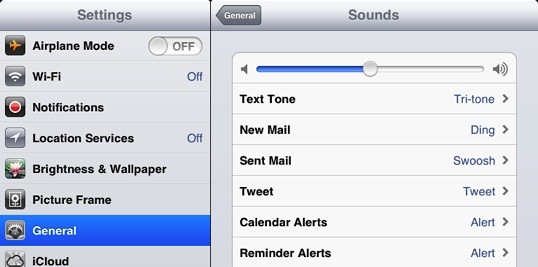 Settings
Airplane Mode OFF
Wi-Fi Off
Notifications
Location Services Off
Brightness & Wallpaper
Picture Frame
General
iCloud
General Sounds
Text Tone Tri-tone
New Mail Ding
Sent Mail Swoosh
Tweet Tweet
Calendar Alerts Alert
Reminder Alerts Alert